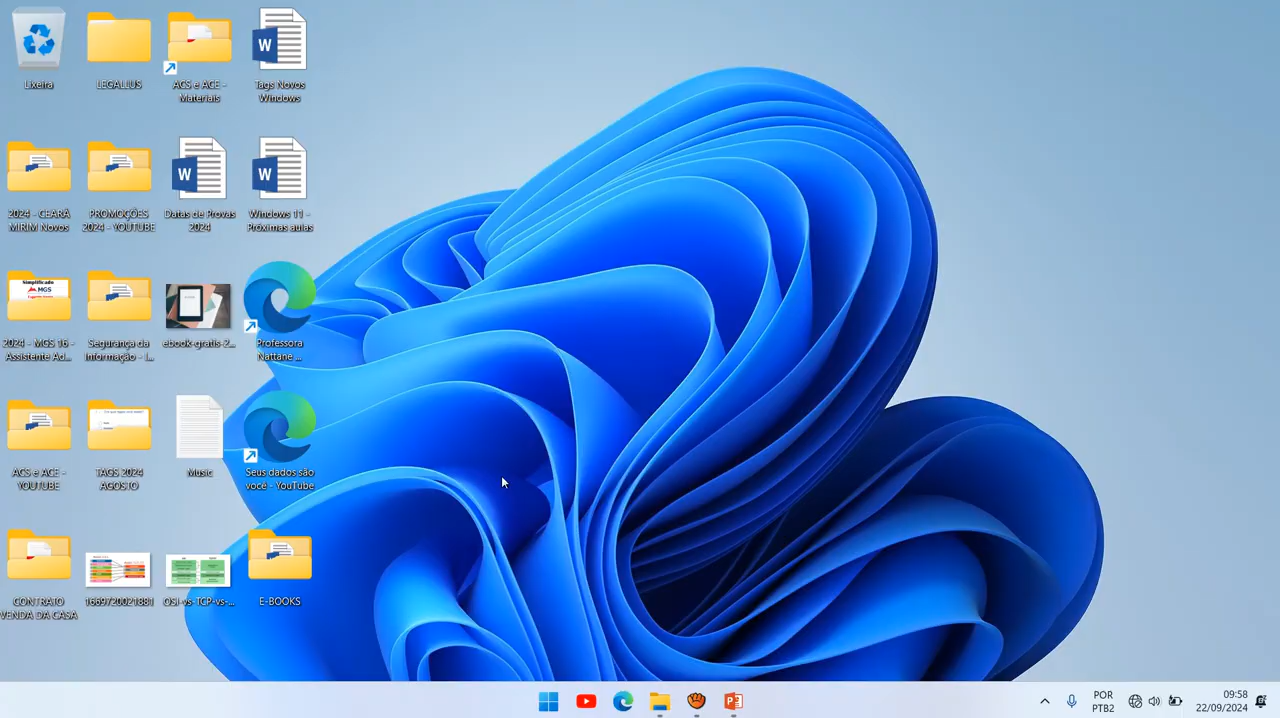 Lixeira
LEGALLUS
ACS e ACE -
Materiais
Tags Novos
Windows
2024 - CEARÁ
MIRIM Novos
PROMOÇÕES
2024 - YOUTUBE
Datas de Provas
2024
Windows 11 -
Próximas aulas
Simplificado
MGS
2024 - MGS 16 -
Assistente Ad...
Segurança da
Informação - I...
ebook-gratis-2...
Professora
Nattane ...
ACS e ACE -
YOUTUBE
TAGS 2024
AGOSTO
Music
Seus dados são
você - YouTube
CONTRATO
VENDA DA CASA
1669720021881
OSI-vs-TCP-vs-...
E-BOOKS
POR
PTB2
09:58
22/09/2024